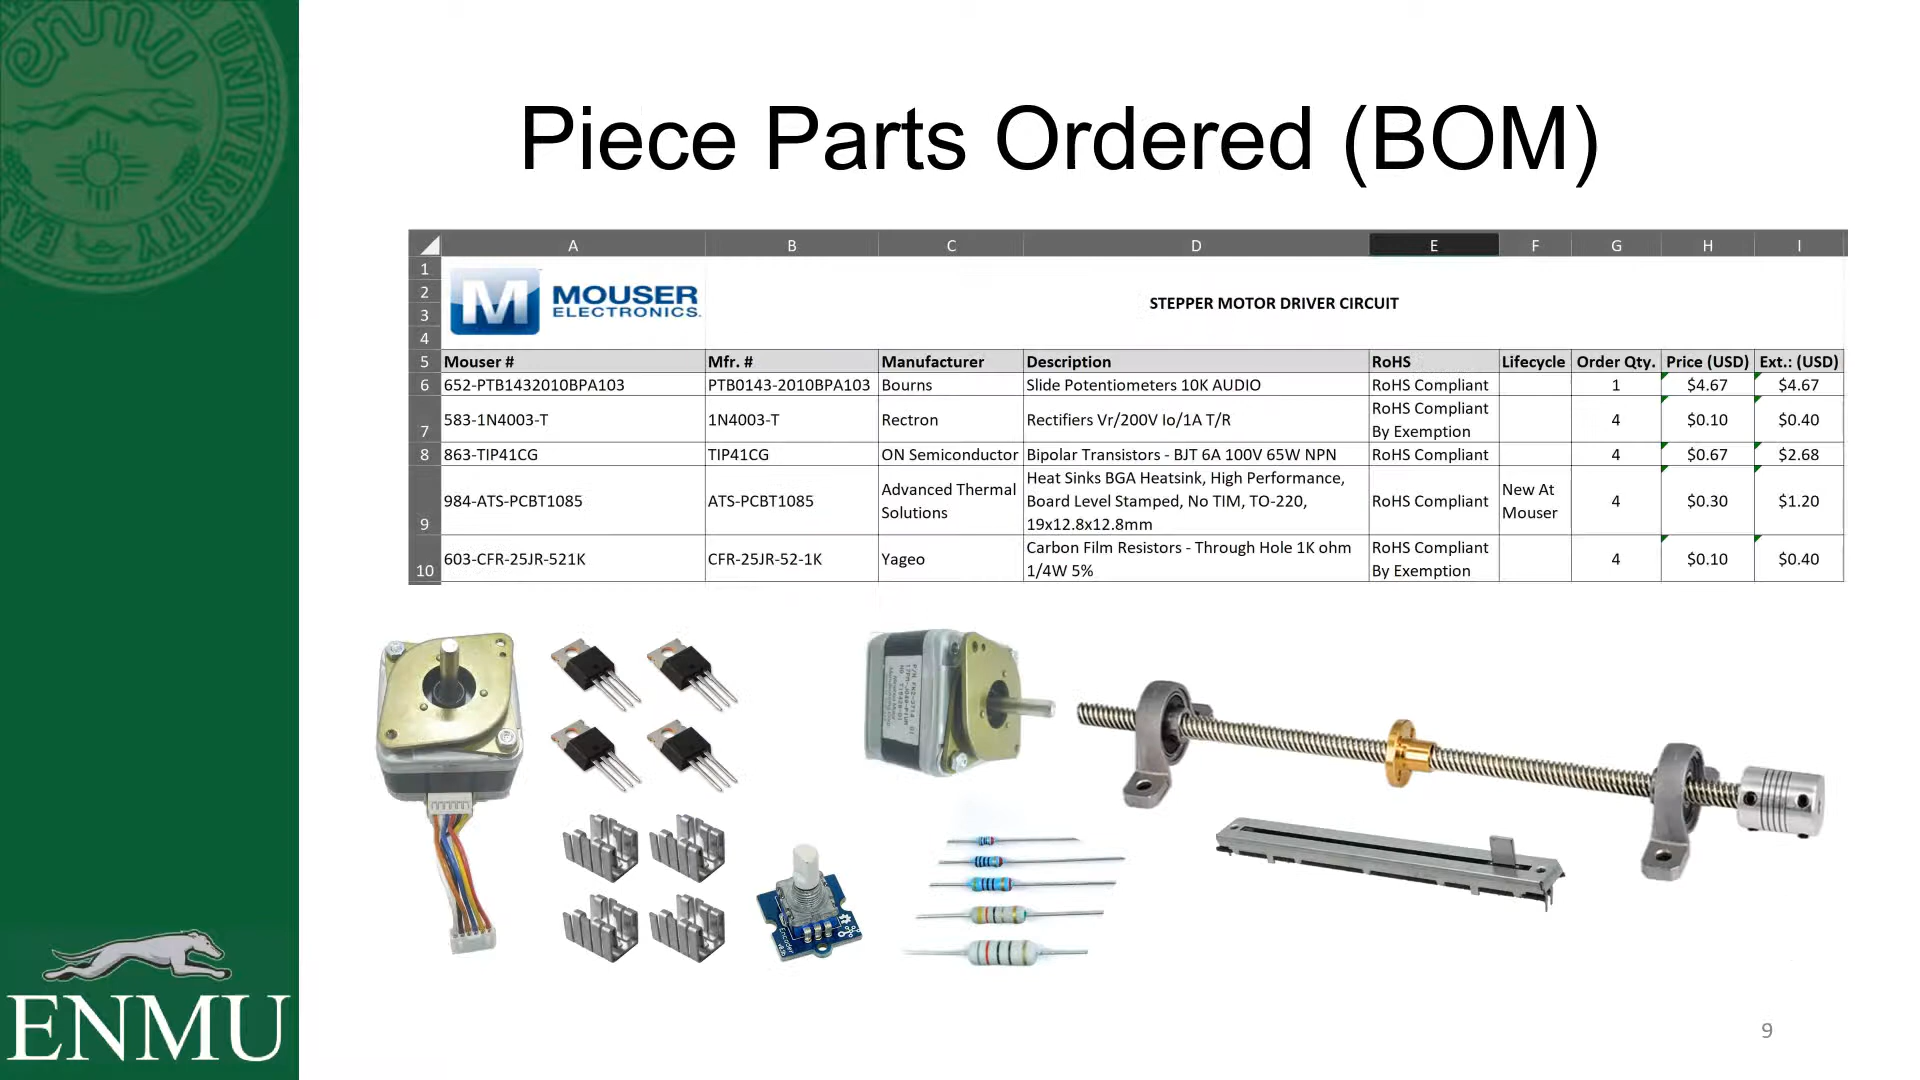 Piece Parts Ordered (BOM)
A B C D E F G H I
1
2
3
4
MOUSER
ELECTRONICS.
STEPPER MOTOR DRIVER CIRCUIT
5 Mouser # Mfr. # Manufacturer Description RoHS Lifecycle Order Qty. Price (USD) Ext.: (USD)
6 652-PTB1432010BPA103 PTB0143-2010BPA103 Bourns Slide Potentiometers 10K AUDIO RoHS Compliant 1 $4.67 $4.67
7 583-1N4003-T 1N4003-T Rectron Rectifiers Vr/200V Io/1A T/R RoHS Compliant
By Exemption 4 $0.10 $0.40
8 863-TIP41CG TIP41CG ON Semiconductor Bipolar Transistors - BJT 6A 100V 65W NPN RoHS Compliant 4 $0.67 $2.68
9 984-ATS-PCBT1085 ATS-PCBT1085 Advanced Thermal
Solutions Heat Sinks BGA Heatsink, High Performance,
Board Level Stamped, No TIM, TO-220,
19x12.8x12.8mm RoHS Compliant New At
Mouser 4 $0.30 $1.20
10 603-CFR-25JR-521K CFR-25JR-52-1K Yageo Carbon Film Resistors - Through Hole 1K ohm
1/4W 5% RoHS Compliant
By Exemption 4 $0.10 $0.40
Encoder
ENMU
9